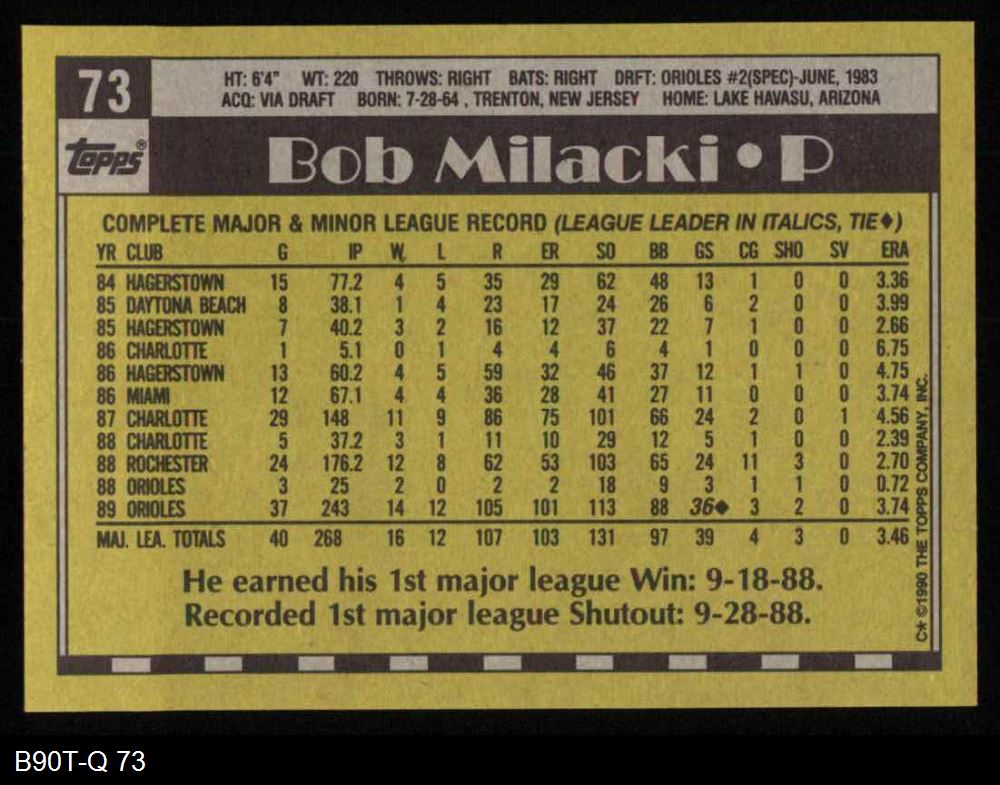 73
HT: 6'4" WT: 220 THROWS: RIGHT BATS: RIGHT DRFT: ORIOLES #2(SPEC)-JUNE, 1983
ACQ: VIA DRAFT BORN: 7-28-64 , TRENTON, NEW JERSEY HOME: LAKE HAVASU, ARIZONA
Topps®
Bob Milacki • P
COMPLETE MAJOR & MINOR LEAGUE RECORD (LEAGUE LEADER IN ITALICS, TIE♦)
YR CLUB G IP W L R ER SO BB GS CG SHO SV ERA
84 HAGERSTOWN 15 77.2 4 5 35 29 62 48 13 1 0 0 3.36
85 DAYTONA BEACH 8 38.1 1 4 23 17 24 26 6 2 0 0 3.99
85 HAGERSTOWN 7 40.2 3 2 16 12 37 22 7 1 0 0 2.66
86 CHARLOTTE 1 5.1 0 1 4 4 6 4 1 0 0 0 6.75
86 HAGERSTOWN 13 60.2 4 5 59 32 46 37 12 1 1 0 4.75
86 MIAMI 12 67.1 4 4 36 28 41 27 11 0 0 0 3.74
87 CHARLOTTE 29 148 11 9 86 75 101 66 24 2 0 1 4.56
88 CHARLOTTE 5 37.2 3 1 11 10 29 12 5 1 0 0 2.39
88 ROCHESTER 24 176.2 12 8 62 53 103 65 24 11 3 0 2.70
88 ORIOLES 3 25 2 0 2 2 18 9 3 1 1 0 0.72
89 ORIOLES 37 243 14 12 105 101 113 88 36♦ 3 2 0 3.74
MAJ. LEA. TOTALS 40 268 16 12 107 103 131 97 39 4 3 0 3.46
He earned his 1st major league Win: 9-18-88.
Recorded 1st major league Shutout: 9-28-88.
C* ©1990 THE TOPPS COMPANY, INC.
B90T-Q 73